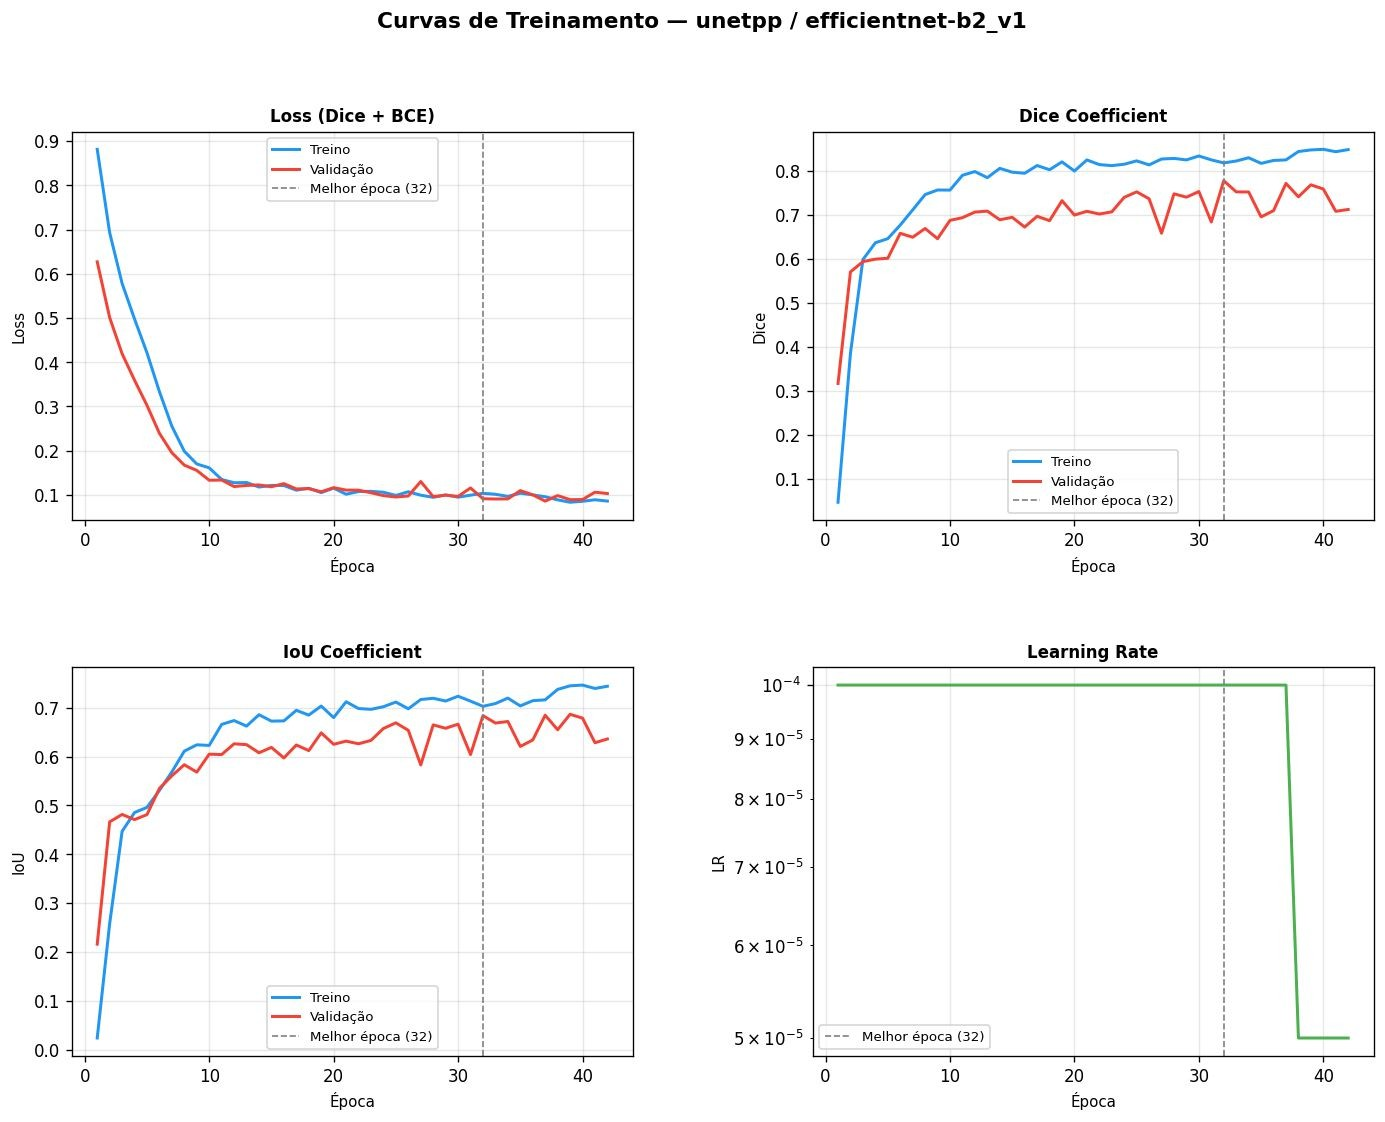 Curvas de Treinamento — unetpp / efficientnet-b2_v1
Loss (Dice + BCE)
0.9
0.8
0.7
0.6
0.5
0.4
0.3
0.2
0.1
Loss
0
10
20
30
40
Época
Treino
Validação
Melhor época (32)
Dice Coefficient
0.8
0.7
0.6
0.5
0.4
0.3
0.2
0.1
Dice
0
10
20
30
40
Época
Treino
Validação
Melhor época (32)
IoU Coefficient
0.7
0.6
0.5
0.4
0.3
0.2
0.1
0.0
IoU
0
10
20
30
40
Época
Treino
Validação
Melhor época (32)
Learning Rate
10⁻⁴
9 × 10⁻⁵
8 × 10⁻⁵
7 × 10⁻⁵
6 × 10⁻⁵
5 × 10⁻⁵
LR
0
10
20
30
40
Época
Melhor época (32)